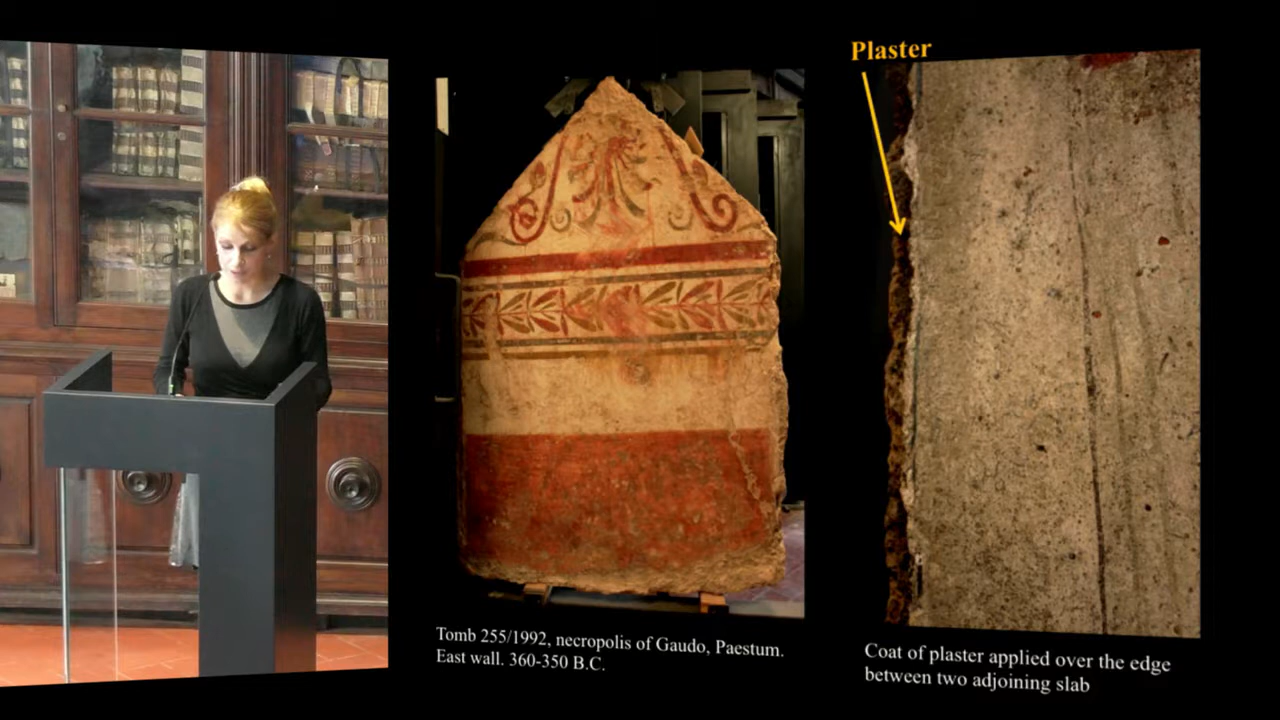 Plaster
Tomb 255/1992, necropolis of Gaudo, Paestum.
East wall. 360-350 B.C.
Coat of plaster applied over the edge
between two adjoining slab